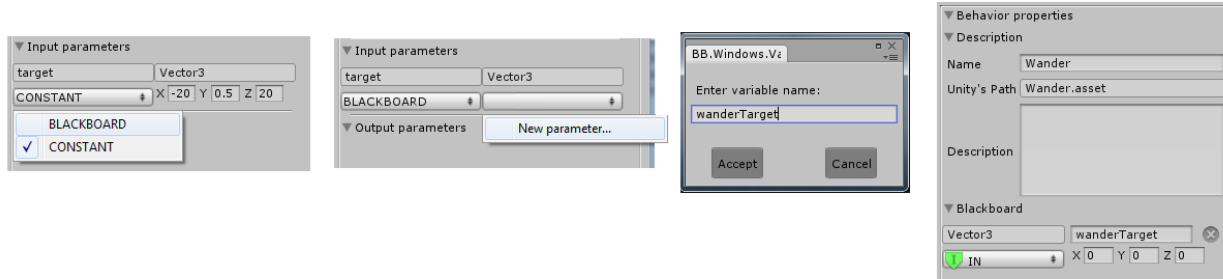 Input parameters
target Vector3
CONSTANT X -20 Y 0.5 Z 20
BLACKBOARD
CONSTANT
Input parameters
target Vector3
BLACKBOARD
Output parameters New parameter...
BB.Windows.Va
Enter variable name:
wanderTarget
Accept Cancel
Behavior properties
Description
Name Wander
Unity's Path Wander.asset
Description
Blackboard
Vector3 wanderTarget
IN X 0 Y 0 Z 0